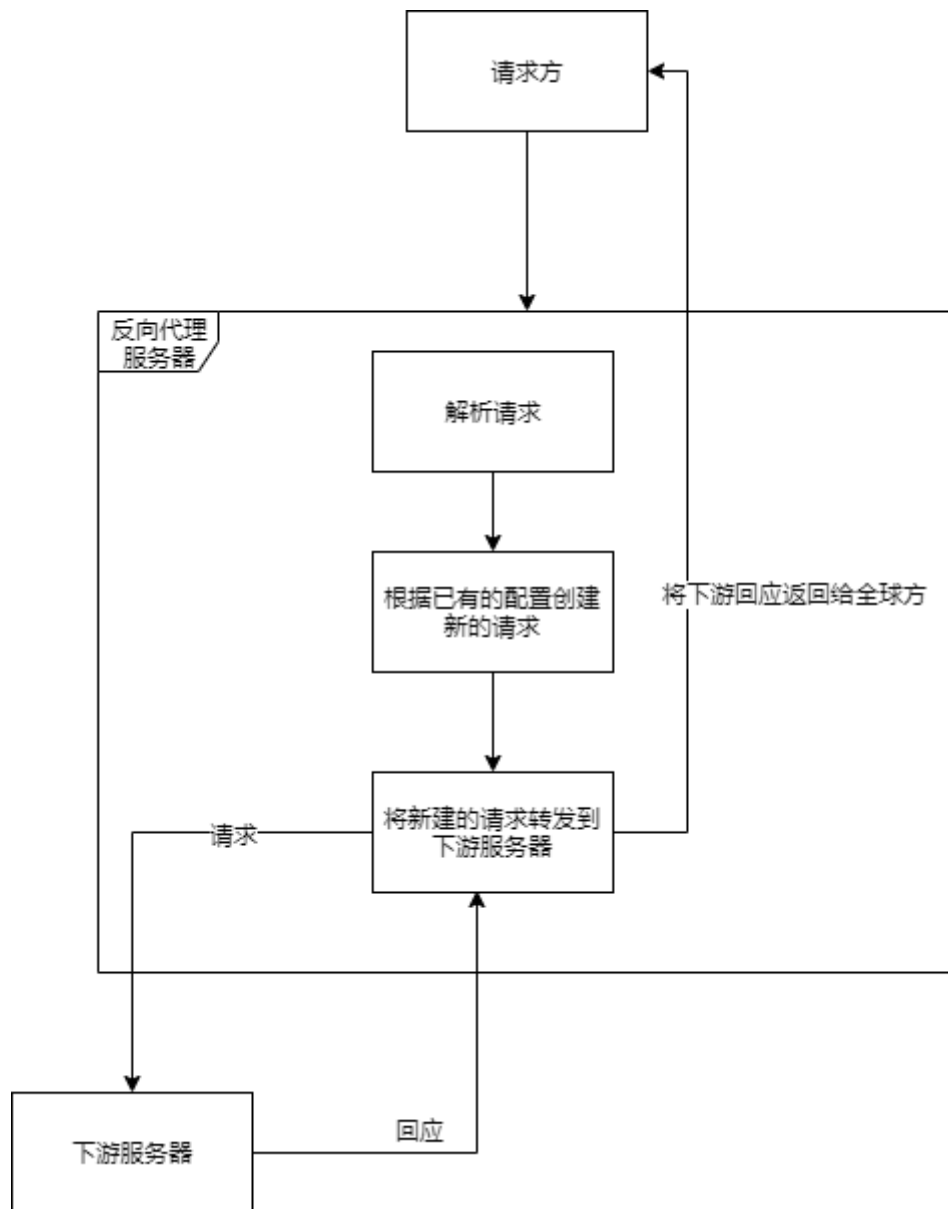 请求方
反向代理
服务器
解析请求
根据已有的配置创建
新的请求
将下游回应返回给全球方
将新建的请求转发到
下游服务器
请求
回应
下游服务器